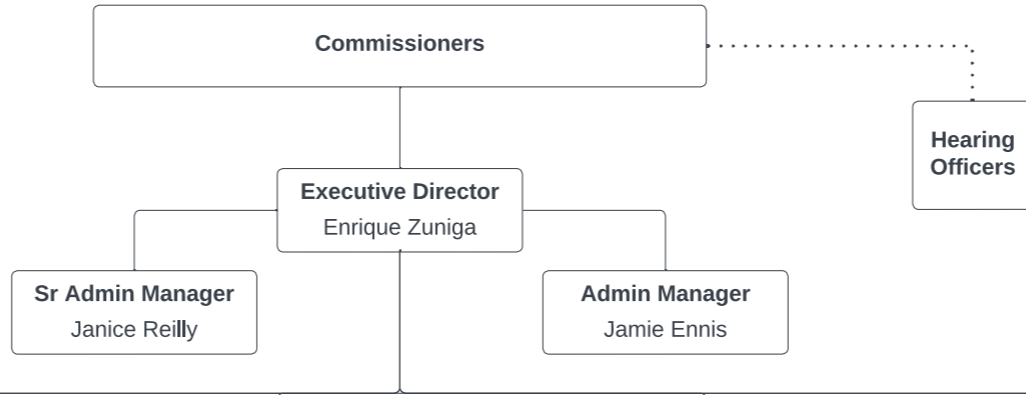 Commissioners
Hearing
Officers
Executive Director
Enrique Zuniga
Sr Admin Manager
Janice Reilly
Admin Manager
Jamie Ennis